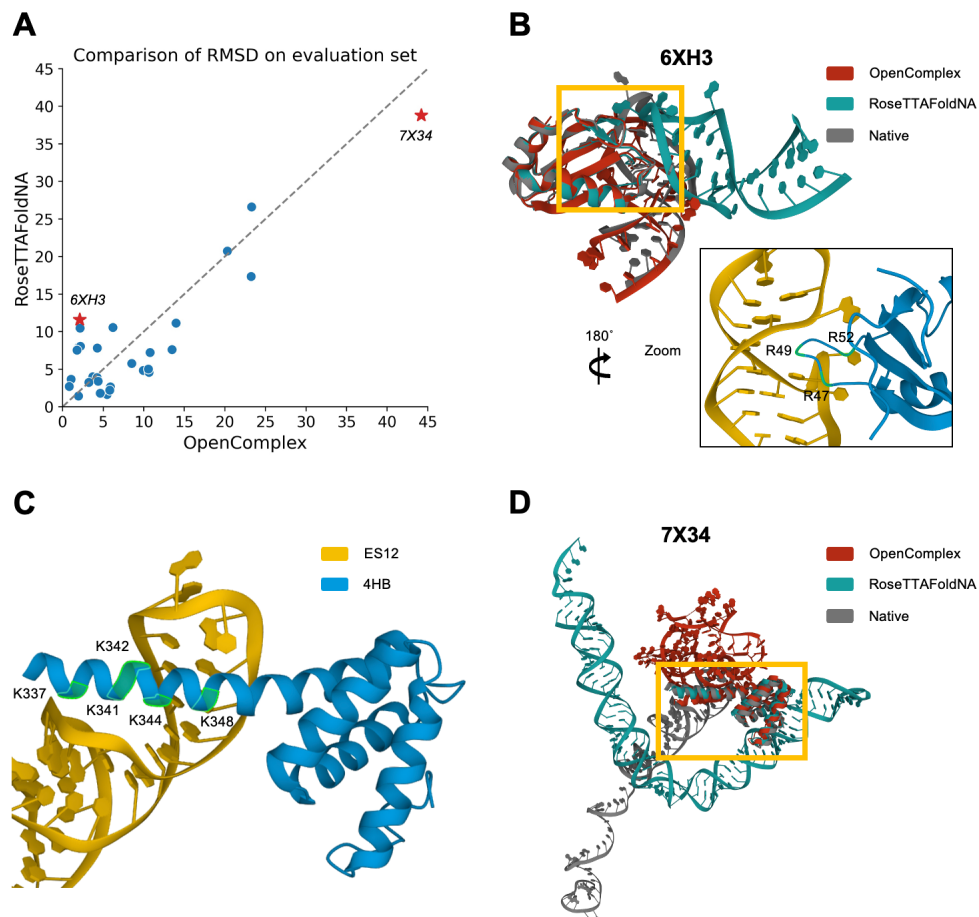 A
Comparison of RMSD on evaluation set
RoseTTAFoldNA
45
40
35
30
25
20
15
10
5
0
7X34
6XH3
0 5 10 15 20 25 30 35 40 45
OpenComplex
B
6XH3
OpenComplex
RoseTTAFoldNA
Native
180°
Zoom
R49
R52
R47
C
ES12
4HB
K342
K337
K341
K344
K348
D
7X34
OpenComplex
RoseTTAFoldNA
Native